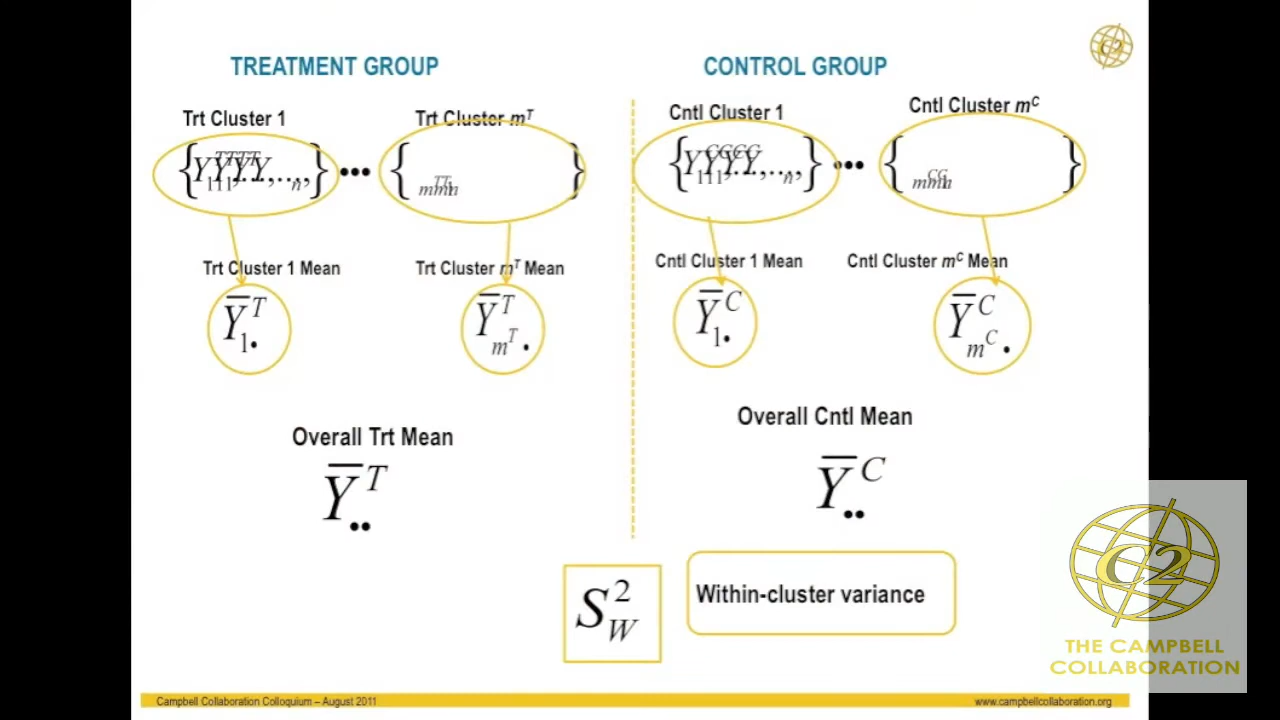 TREATMENT GROUP
CONTROL GROUP
Trt Cluster 1
Trt Cluster m^T
Cntl Cluster 1
Cntl Cluster m^C
Trt Cluster 1 Mean
Trt Cluster m^T Mean
Cntl Cluster 1 Mean
Cntl Cluster m^C Mean
Ȳ^T_1•
Ȳ^T_m^T•
Ȳ^C_1•
Ȳ^C_m^C•
Overall Trt Mean
Overall Cntl Mean
Ȳ^T_••
Ȳ^C_••
S^2_W
Within-cluster variance
C2
THE CAMPBELL
COLLABORATION
Campbell Collaboration Colloquium – August 2011
www.campbellcollaboration.org